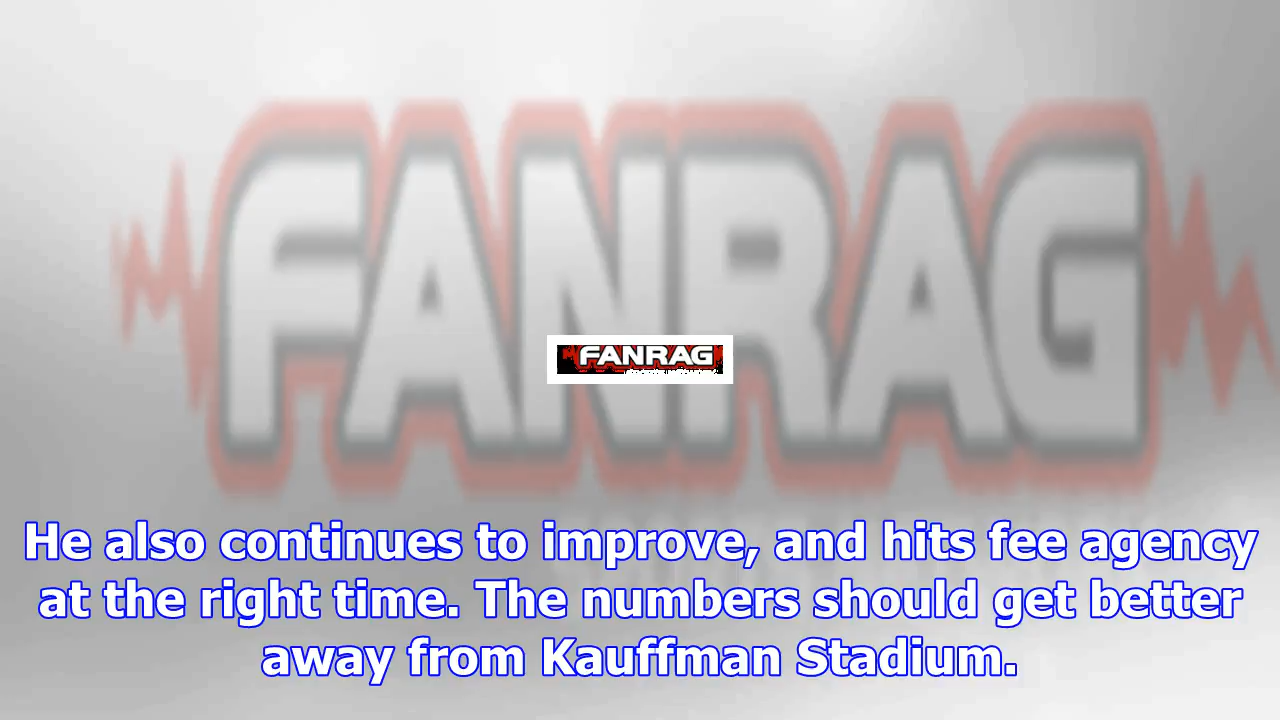 FANRAG
FANRAG
He also continues to improve, and hits fee agency
at the right time. The numbers should get better
away from Kauffman Stadium.